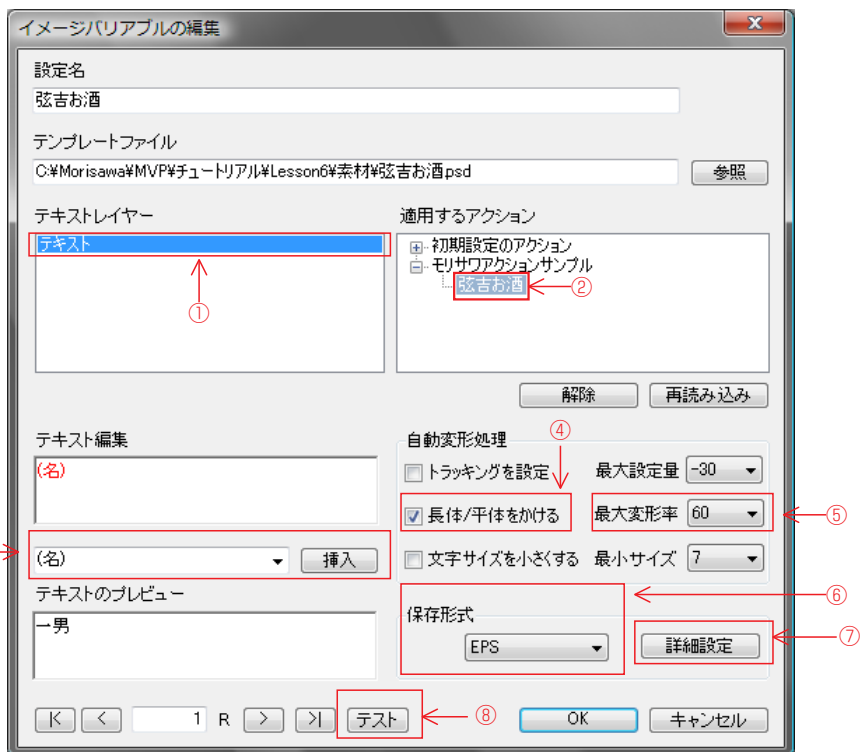 イメージバリアブルの編集
設定名
弦吉お酒
テンプレートファイル
C:¥Morisawa¥MVP¥チュートリアル¥Lesson6¥素材¥弦吉お酒.psd
参照
テキストレイヤー
適用するアクション
テキスト
初期設定のアクション
モリサワアクションサンプル
弦吉お酒
②
①
解除
再読み込み
テキスト編集
自動変形処理
④
(名)
トラッキングを設定
最大設定量
-30
長体/平体をかける
最大変形率
60
⑤
(名)
挿入
文字サイズを小さくする
最小サイズ
7
テキストのプレビュー
⑥
一男
保存形式
EPS
詳細設定
⑦
1
R
テスト
⑧
OK
キャンセル